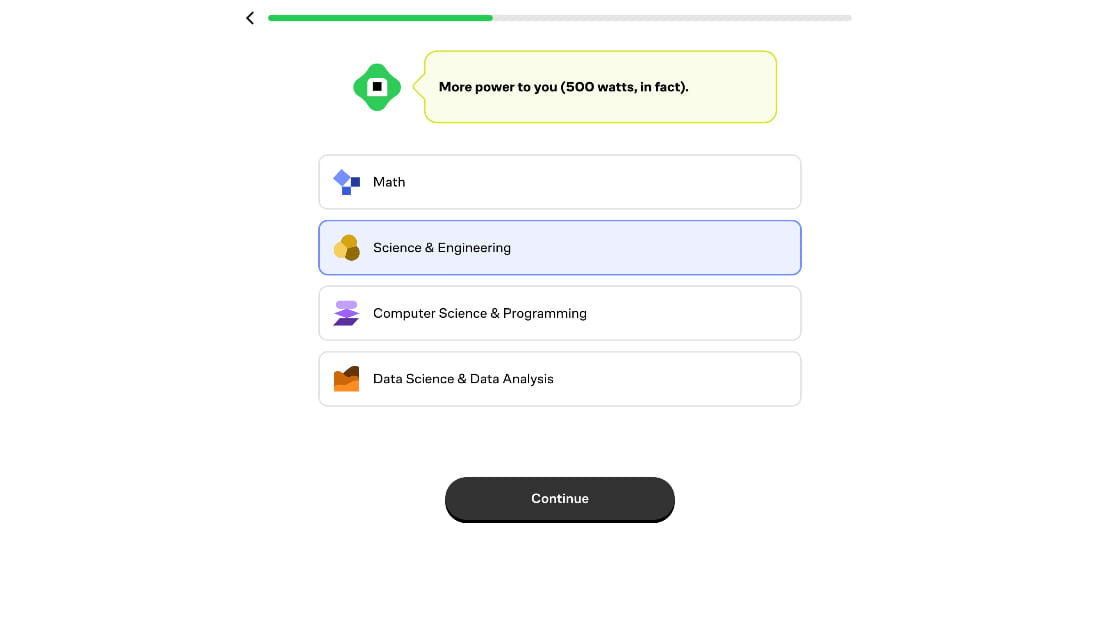 More power to you (500 watts, in fact).
Math
Science & Engineering
Computer Science & Programming
Data Science & Data Analysis
Continue